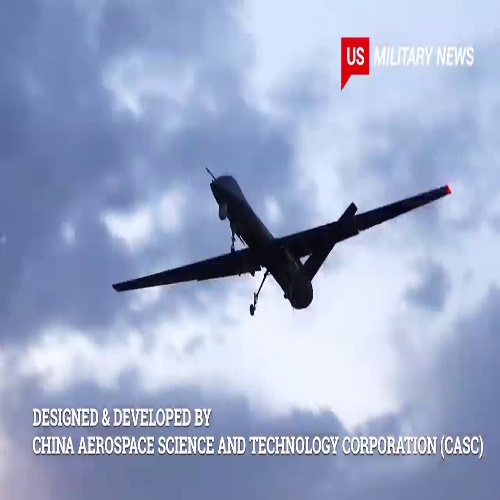 US MILITARY NEWS
DESIGNED & DEVELOPED BY
CHINA AEROSPACE SCIENCE AND TECHNOLOGY CORPORATION (CASC)